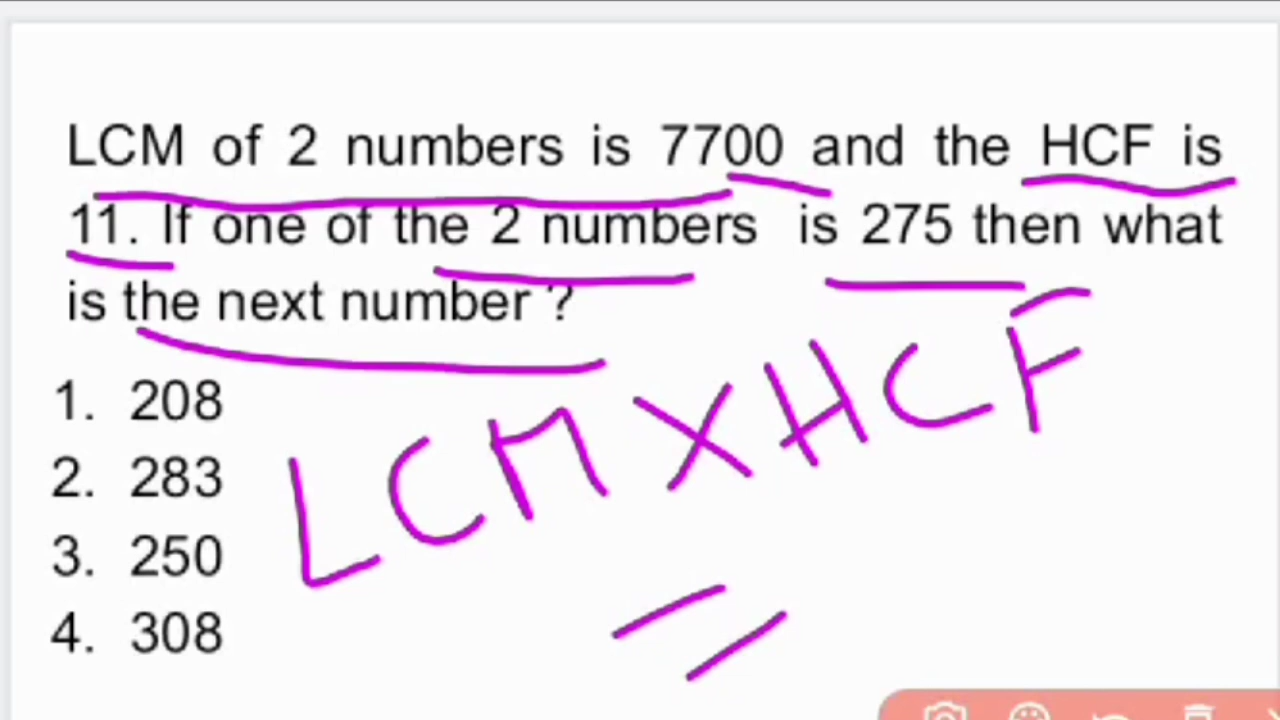 LCM of 2 numbers is 7700 and the HCF is
11. If one of the 2 numbers is 275 then what
is the next number ?
1. 208
2. 283
3. 250
4. 308
LCM X HCF
=